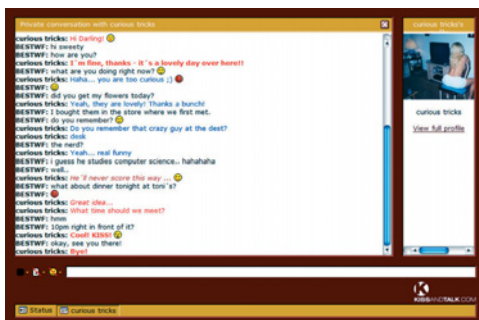 Private conversation with curious tricks
curious tricks's
curious tricks: Hi Darling!
BESTWF: hi sweety
BESTWF: how are you?
curious tricks: I´m fine, thanks - it´s a lovely day over here!!
BESTWF: what are you doing right now?
curious tricks: Haha... you are too curious ;)
BESTWF:
BESTWF: did you get my flowers today?
curious tricks: Yeah, they are lovely! Thanks a bunch!
BESTWF: I bought them in the store where we first met.
BESTWF: do you remember?
curious tricks: Do you remember that crazy guy at the dest?
curious tricks: desk
BESTWF: the nerd?
curious tricks: Yeah... real funny
BESTWF: i guess he studies computer science.. hahahaha
BESTWF: well..
curious tricks: He´ll never score this way ...
BESTWF: what about dinner tonight at toni´s?
BESTWF:
curious tricks: Great idea...
curious tricks: What time should we meet?
BESTWF: hmm
BESTWF: 10pm right in front of it?
curious tricks: Cool! KISS!
BESTWF: okay, see you there!
curious tricks: Bye!
curious tricks
View full profile
KISSANDTALK.COM
Status
curious tricks